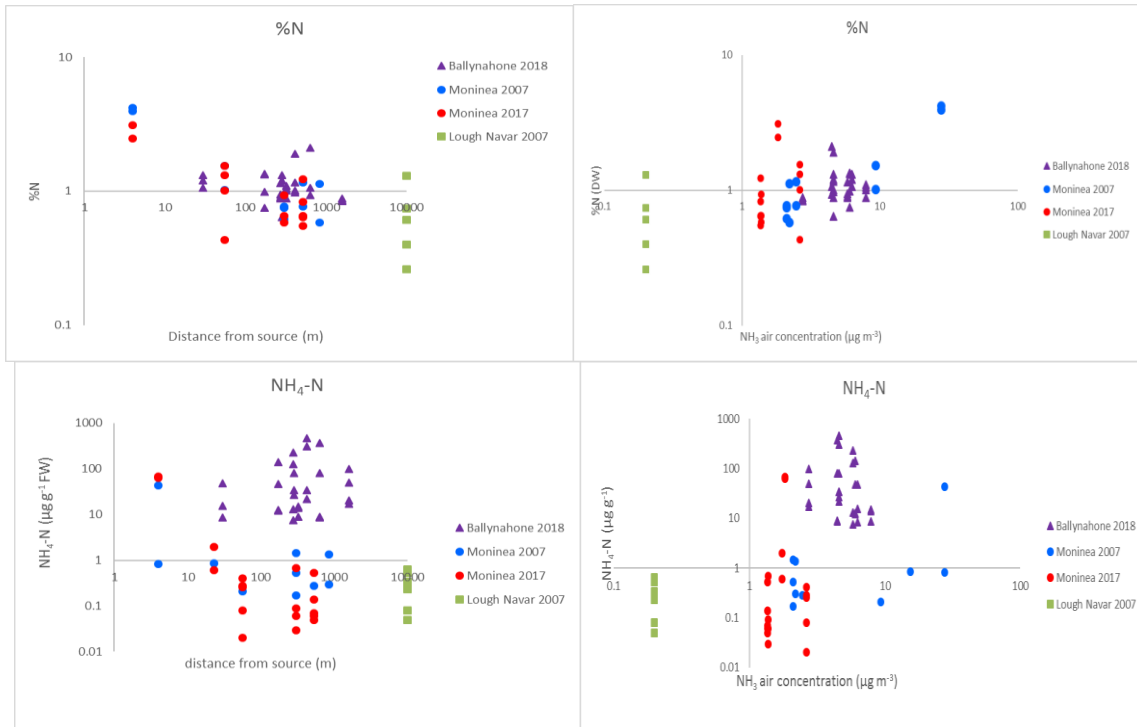 %N
10
1
0.1
1
10
100
1000
10000
%N
Distance from source (m)
Ballynahone 2018
Moninea 2007
Moninea 2017
Lough Navar 2007
%N
10
1
0.1
0.1
1
10
100
%N (DW)
NH₃ air concentration (µg m⁻³)
Ballynahone 2018
Moninea 2007
Moninea 2017
Lough Navar 2007
NH₄-N
1000
100
10
1
0.1
0.01
1
10
100
1000
10000
NH₄-N (µg g⁻¹ FW)
distance from source (m)
Ballynahone 2018
Moninea 2007
Moninea 2017
Lough Navar 2007
NH₄-N
1000
100
10
1
0.1
0.01
0.1
1
10
100
NH₄-N (µg g⁻¹)
NH₃ air concentration (µg m⁻³)
Ballynahone 2018
Moninea 2007
Moninea 2017
Lough Navar 2007